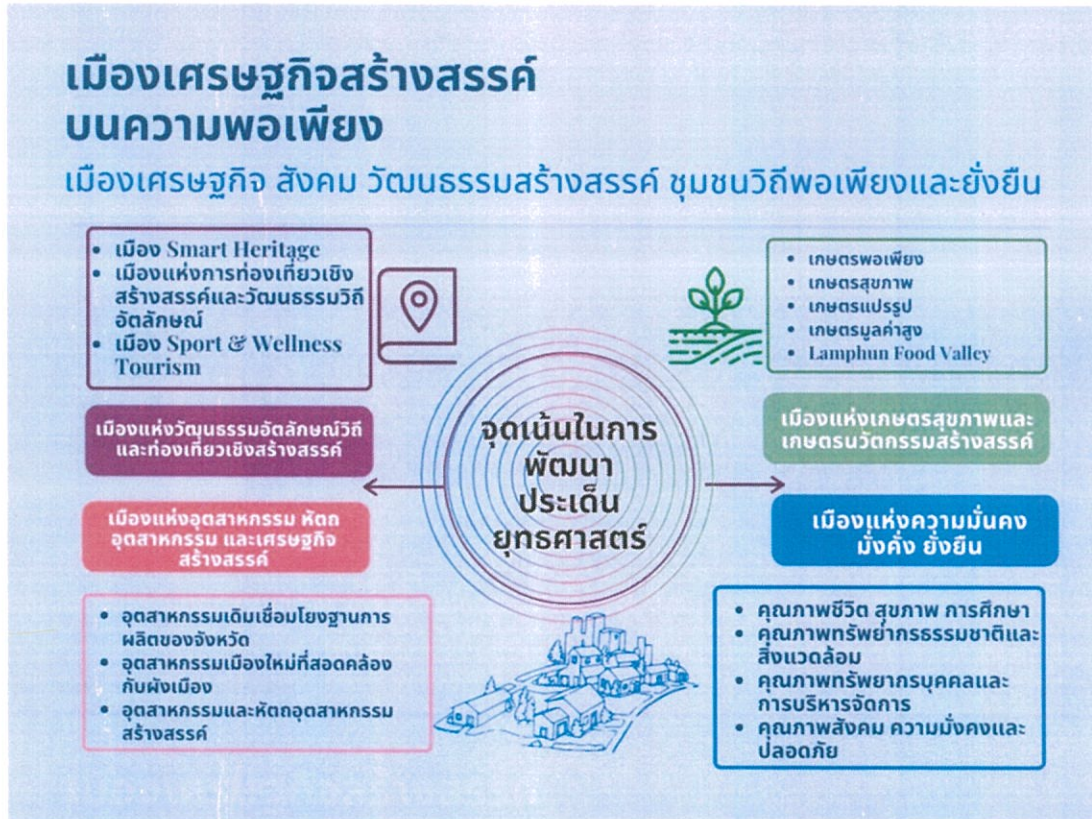 เมืองเศรษฐกิจสร้างสรรค์
บนความพอเพียง
เมืองเศรษฐกิจ สังคม วัฒนธรรมสร้างสรรค์ ชุมชนวิถีพอเพียงและยั่งยืน
• เมือง Smart Heritage
• เมืองแห่งการท่องเที่ยวเชิง
สร้างสรรค์และวัฒนธรรมวิถี
อัตลักษณ์
• เมือง Sport & Wellness
Tourism
• เกษตรพอเพียง
• เกษตรสุขภาพ
• เกษตรแปรรูป
• เกษตรมูลค่าสูง
• Lamphun Food Valley
เมืองแห่งวัฒนธรรมอัตลักษณ์วิถี
และท่องเที่ยวเชิงสร้างสรรค์
จุดเน้นในการ
พัฒนา
ประเด็น
ยุทธศาสตร์
เมืองแห่งเกษตรสุขภาพและ
เกษตรนวัตกรรมสร้างสรรค์
เมืองแห่งอุตสาหกรรม หัตถ
อุตสาหกรรม และเศรษฐกิจ
สร้างสรรค์
เมืองแห่งความมั่นคง
มั่งคั่ง ยั่งยืน
• อุตสาหกรรมเดิมเชื่อมโยงฐานการ
ผลิตของจังหวัด
• อุตสาหกรรมเมืองใหม่ที่สอดคล้อง
กับผังเมือง
• อุตสาหกรรมและหัตถอุตสาหกรรม
สร้างสรรค์
• คุณภาพชีวิต สุขภาพ การศึกษา
• คุณภาพทรัพยากรธรรมชาติและ
สิ่งแวดล้อม
• คุณภาพทรัพยากรบุคคลและ
การบริหารจัดการ
• คุณภาพสังคม ความมั่งคงและ
ปลอดภัย